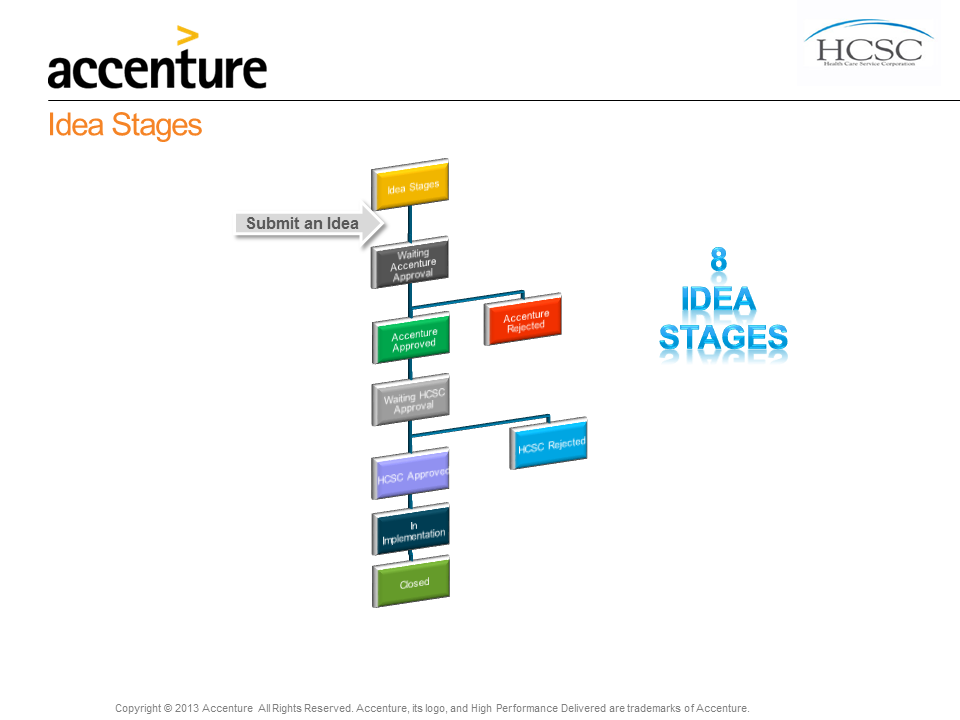 accenture
HCSC
Health Care Service Corporation
Idea Stages
Idea Stages
Submit an Idea
Waiting
Accenture
Approval
8
IDEA
STAGES
Accenture
Rejected
Accenture
Approved
Waiting HCSC
Approval
HCSC Rejected
HCSC Approved
In
Implementation
Closed
Copyright © 2013 Accenture All Rights Reserved. Accenture, its logo, and High Performance Delivered are trademarks of Accenture.